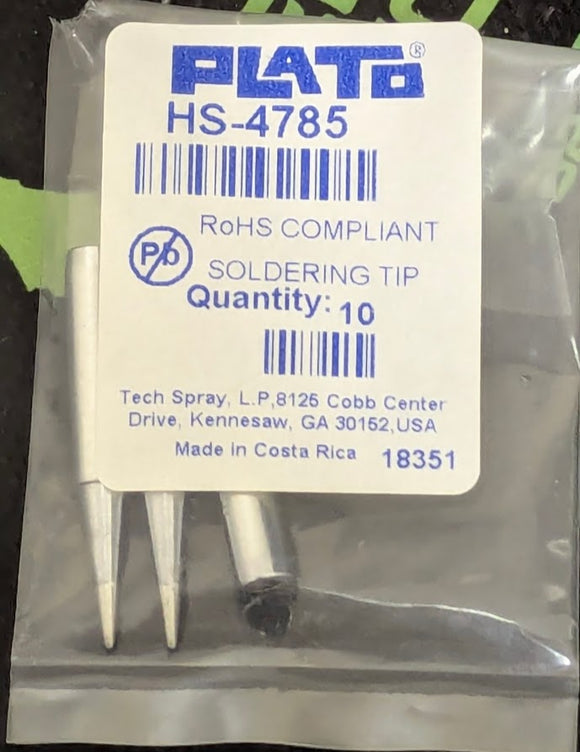 PLATO®
HS-4785
RoHS COMPLIANT
Pb
SOLDERING TIP
Quantity: 10
Tech Spray, L.P,8125 Cobb Center
Drive, Kennesaw, GA 30152,USA
Made in Costa Rica 18351